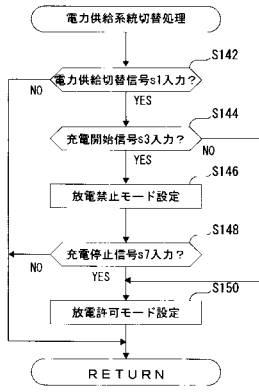 電力供給系統切替処理
S142
電力供給切替信号s1入力?
NO
YES
S144
充電開始信号s3入力?
NO
YES
S146
放電禁止モード設定
S148
充電停止信号s7入力?
NO
YES
S150
放電許可モード設定
RETURN